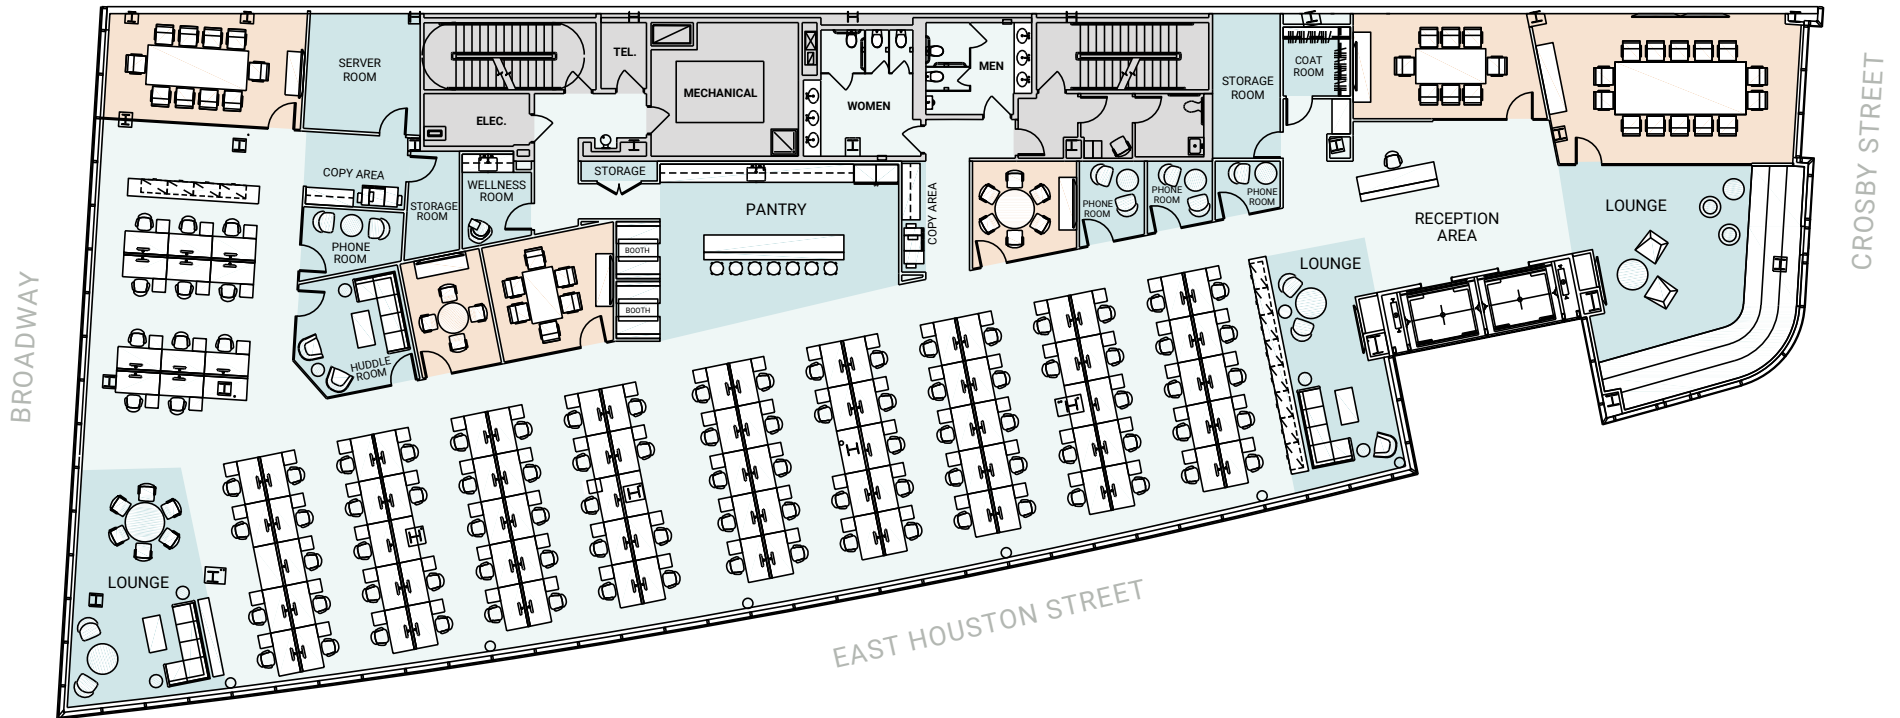 SERVER
ROOM
TEL.
ELEC.
MECHANICAL
WOMEN
MEN
STORAGE
ROOM
COAT
ROOM
COPY AREA
STORAGE
ROOM
WELLNESS
ROOM
STORAGE
PANTRY
COPY AREA
PHONE
ROOM
PHONE
ROOM
PHONE
ROOM
RECEPTION
AREA
LOUNGE
PHONE
ROOM
BOOTH
BOOTH
LOUNGE
HUDDLE
ROOM
LOUNGE
BROADWAY
EAST HOUSTON STREET
CROSBY STREET